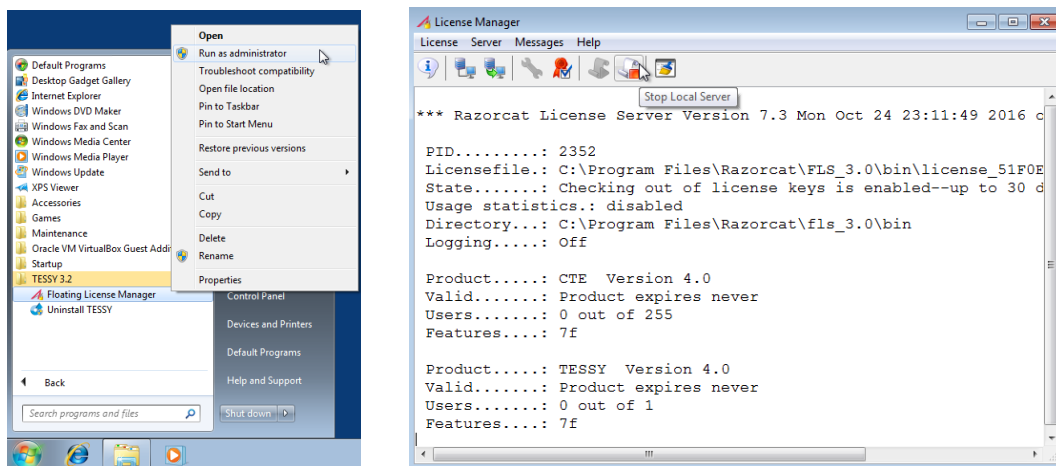 Open
Run as administrator
Troubleshoot compatibility
Open file location
Pin to Taskbar
Pin to Start Menu
Restore previous versions
Send to
Cut
Copy
Delete
Rename
Properties
Default Programs
Desktop Gadget Gallery
Internet Explorer
Windows DVD Maker
Windows Fax and Scan
Windows Media Center
Windows Media Player
Windows Update
XPS Viewer
Accessories
Games
Maintenance
Oracle VM VirtualBox Guest Addi
Startup
TESSY 3.2
Floating License Manager
Uninstall TESSY
Back
Search programs and files
Control Panel
Devices and Printers
Default Programs
Help and Support
Shut down
License Manager
License Server Messages Help
Stop Local Server
*** Razorcat License Server Version 7.3 Mon Oct 24 23:11:49 2016 c
PID.........: 2352
Licensefile.: C:\Program Files\Razorcat\FLS_3.0\bin\license_51F0E
State.......: Checking out of license keys is enabled--up to 30 d
Usage statistics.: disabled
Directory...: C:\Program Files\Razorcat\fls_3.0\bin
Logging.....: Off
Product.....: CTE Version 4.0
Valid.......: Product expires never
Users.......: 0 out of 255
Features....: 7f
Product.....: TESSY Version 4.0
Valid.......: Product expires never
Users.......: 0 out of 1
Features....: 7f